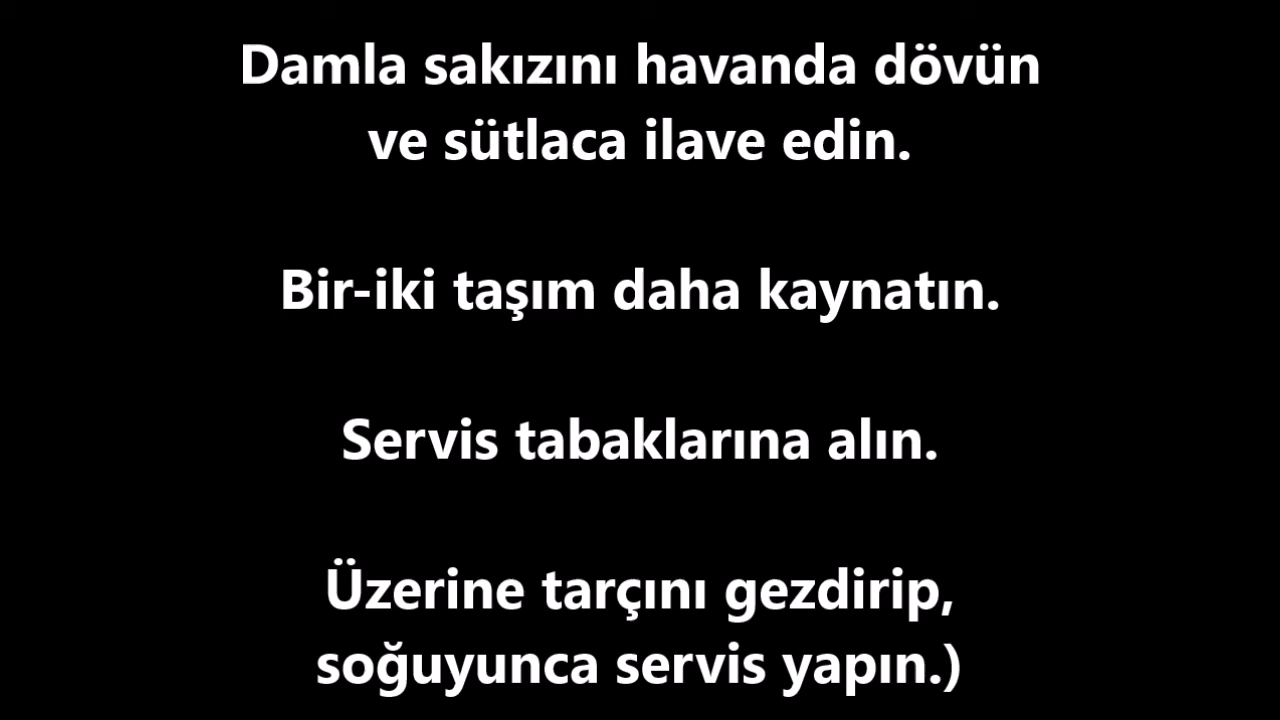 Damla sakızını havanda dövün
ve sütlaca ilave edin.
Bir-iki taşım daha kaynatın.
Servis tabaklarına alın.
Üzerine tarçını gezdirip,
soğuyunca servis yapın.)